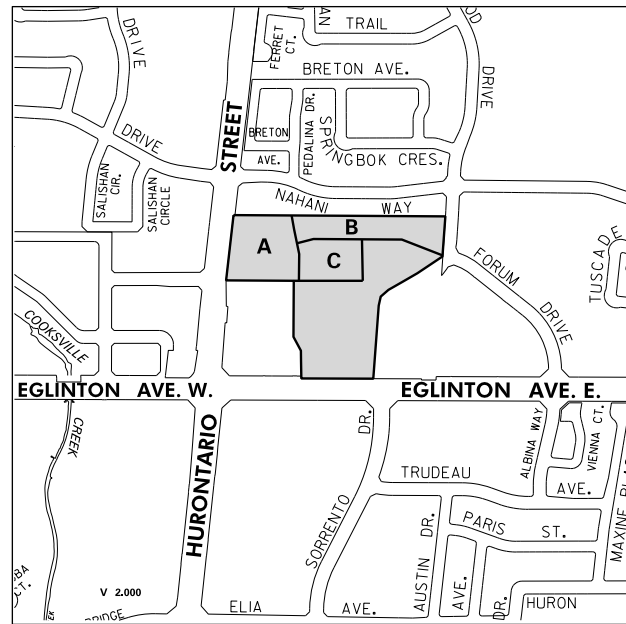 TRAIL
DRIVE
FERRET CT.
BRETON AVE.
DRIVE
STREET
BRETON AVE.
PEDALINA DR.
SPRINGBOK CRES.
DRIVE
SALISHAN CIR.
SALISHAN CIRCLE
NAHANI WAY
A
B
C
FORUM DRIVE
TUSCADE
COOKSVILLE
CREEK
EGLINTON AVE. W.
EGLINTON AVE. E.
HURONTARIO
SORRENTO DR.
TRUDEAU AVE.
ALBINA WAY
VIENNA CT.
AUSTIN DR.
PARIS ST.
AVE.
DR.
HURON
MAXINE
V 2.000
ELIA AVE.